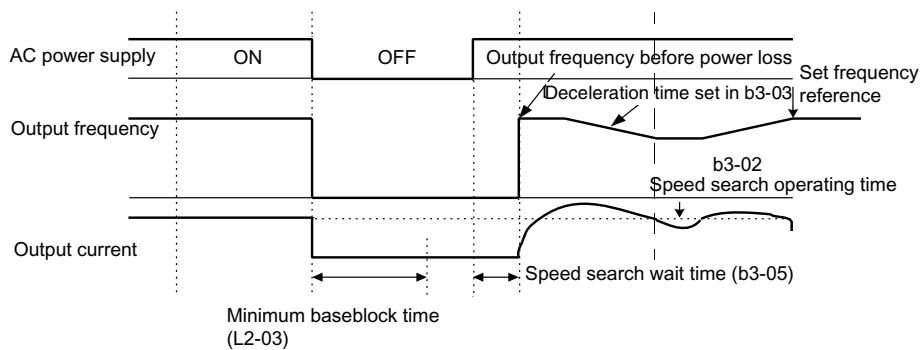 AC power supply
ON
OFF
Output frequency before power loss
Deceleration time set in b3-03
Set frequency
reference
Output frequency
b3-02
Speed search operating time
Output current
Speed search wait time (b3-05)
Minimum baseblock time
(L2-03)